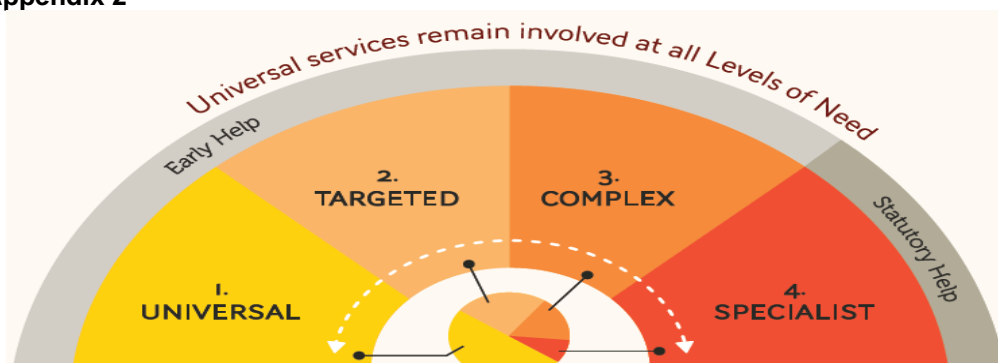 Appendix 2
Universal services remain involved at all Levels of Need
Early Help
2.
TARGETED
3.
COMPLEX
Statutory Help
1.
UNIVERSAL
4.
SPECIALIST